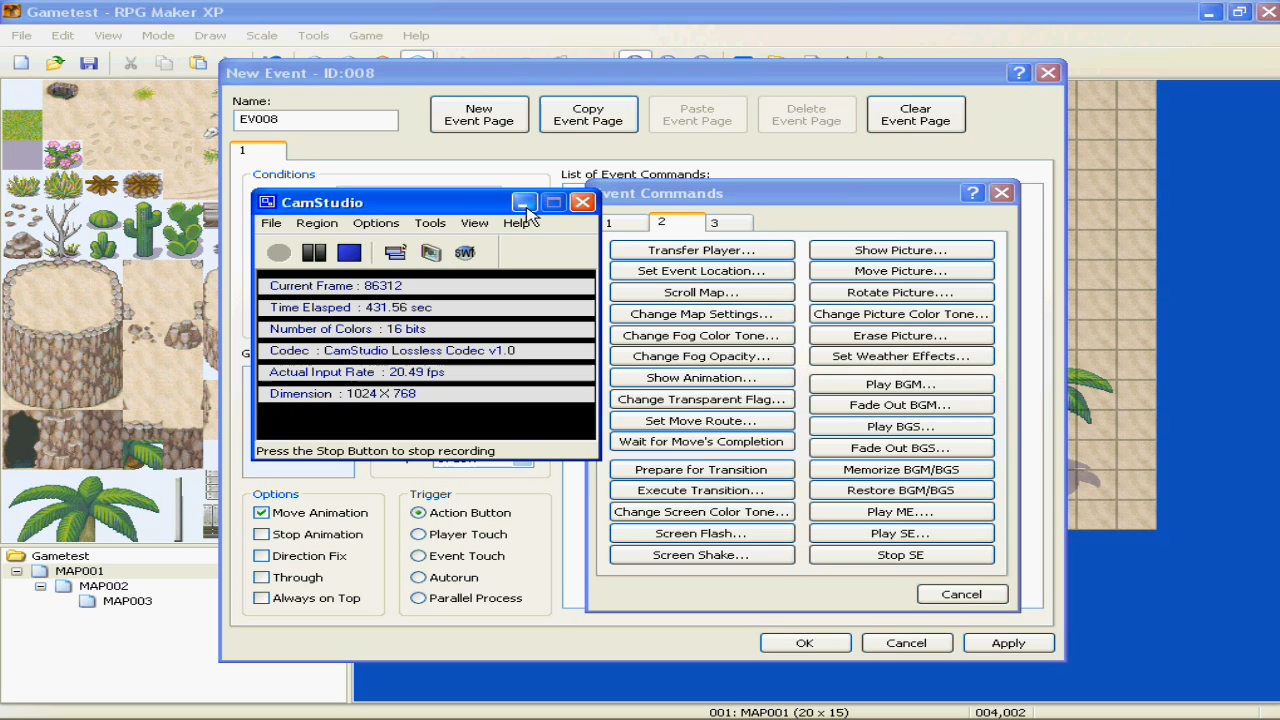 Gametest - RPG Maker XP
File Edit View Mode Draw Scale Tools Game Help
New Event - ID:008
Name:
EV008
New Event Page
Copy Event Page
Paste Event Page
Delete Event Page
Clear Event Page
1
Conditions
List of Event Commands:
CamStudio
File Region Options Tools View Help
Current Frame : 86312
Time Elasped : 431.56 sec
Number of Colors : 16 bits
Codec : CamStudio Lossless Codec v1.0
Actual Input Rate : 20.49 fps
Dimension : 1024 X 768
Press the Stop Button to stop recording
Event Commands
1 2 3
Transfer Player...
Set Event Location...
Scroll Map...
Change Map Settings...
Change Fog Color Tone...
Change Fog Opacity...
Show Animation...
Change Transparent Flag...
Set Move Route...
Wait for Move's Completion
Prepare for Transition
Execute Transition...
Change Screen Color Tone...
Screen Flash...
Screen Shake...
Show Picture...
Move Picture...
Rotate Picture....
Change Picture Color Tone...
Erase Picture...
Set Weather Effects...
Play BGM...
Fade Out BGM...
Play BGS...
Fade Out BGS...
Memorize BGM/BGS
Restore BGM/BGS
Play ME....
Play SE...
Stop SE
Cancel
Options
Move Animation
Stop Animation
Direction Fix
Through
Always on Top
Trigger
Action Button
Player Touch
Event Touch
Autorun
Parallel Process
OK Cancel Apply
Gametest
MAP001
MAP002
MAP003
001: MAP001 (20 x 15) 004,002